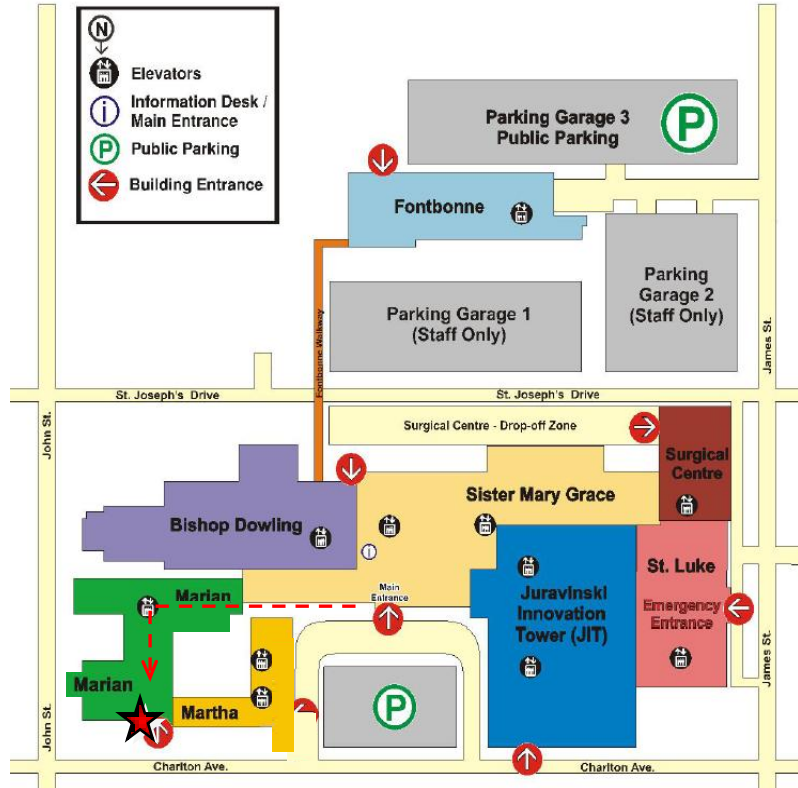 N
Elevators
i
Information Desk /
Main Entrance
P
Public Parking
Building Entrance
Parking Garage 3
Public Parking
P
Fontbonne
Parking
Garage 2
(Staff Only)
Parking Garage 1
(Staff Only)
Fontbonne Walkway
James St.
St. Joseph's Drive
St. Joseph's Drive
John St.
Surgical Centre - Drop-off Zone
Surgical
Centre
Sister Mary Grace
Bishop Dowling
i
St. Luke
Emergency
Entrance
Juravinski
Innovation
Tower (JIT)
Main
Entrance
Marian
Marian
Martha
P
James St.
John St.
Charlton Ave.
Charlton Ave.